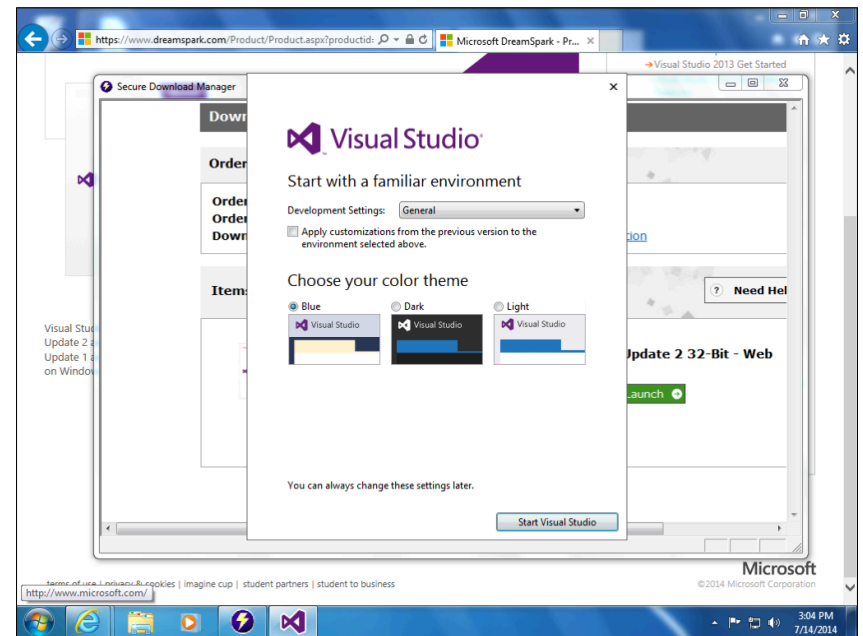 https://www.dreamspark.com/Product/Product.aspx?productid=
Microsoft DreamSpark - Pr...
Visual Studio 2013 Get Started
Secure Download Manager
Visual Studio
Start with a familiar environment
Development Settings: General
Apply customizations from the previous version to the
environment selected above.
Choose your color theme
Blue Dark Light
Visual Studio Visual Studio Visual Studio
You can always change these settings later.
Start Visual Studio
Down
Order
Order
Order
Down
Items
Need Hel
Update 2 32-Bit - Web
Launch
Visual Stud
Update 2 a
Update 1 a
on Window
terms of use | privacy & cookies | imagine cup | student partners | student to business
Microsoft
©2014 Microsoft Corporation
http://www.microsoft.com/
3:04 PM
7/14/2014